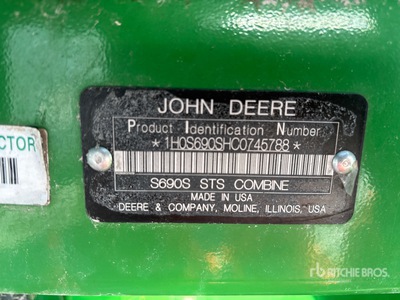 JOHN DEERE
Product Identification Number
*1H0S690SHC0745788*
S690S STS COMBINE
MADE IN USA
DEERE & COMPANY, MOLINE, ILLINOIS, USA
CTOR
rb RITCHIE BROS.